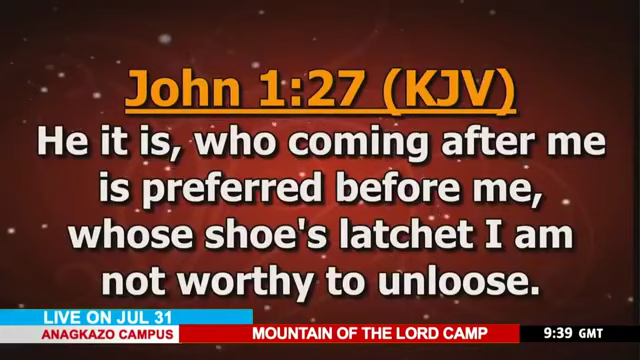 John 1:27 (KJV)
He it is, who coming after me
is preferred before me,
whose shoe's latchet I am
not worthy to unloose.
LIVE ON JUL 31
ANAGKAZO CAMPUS
MOUNTAIN OF THE LORD CAMP
9:39 GMT